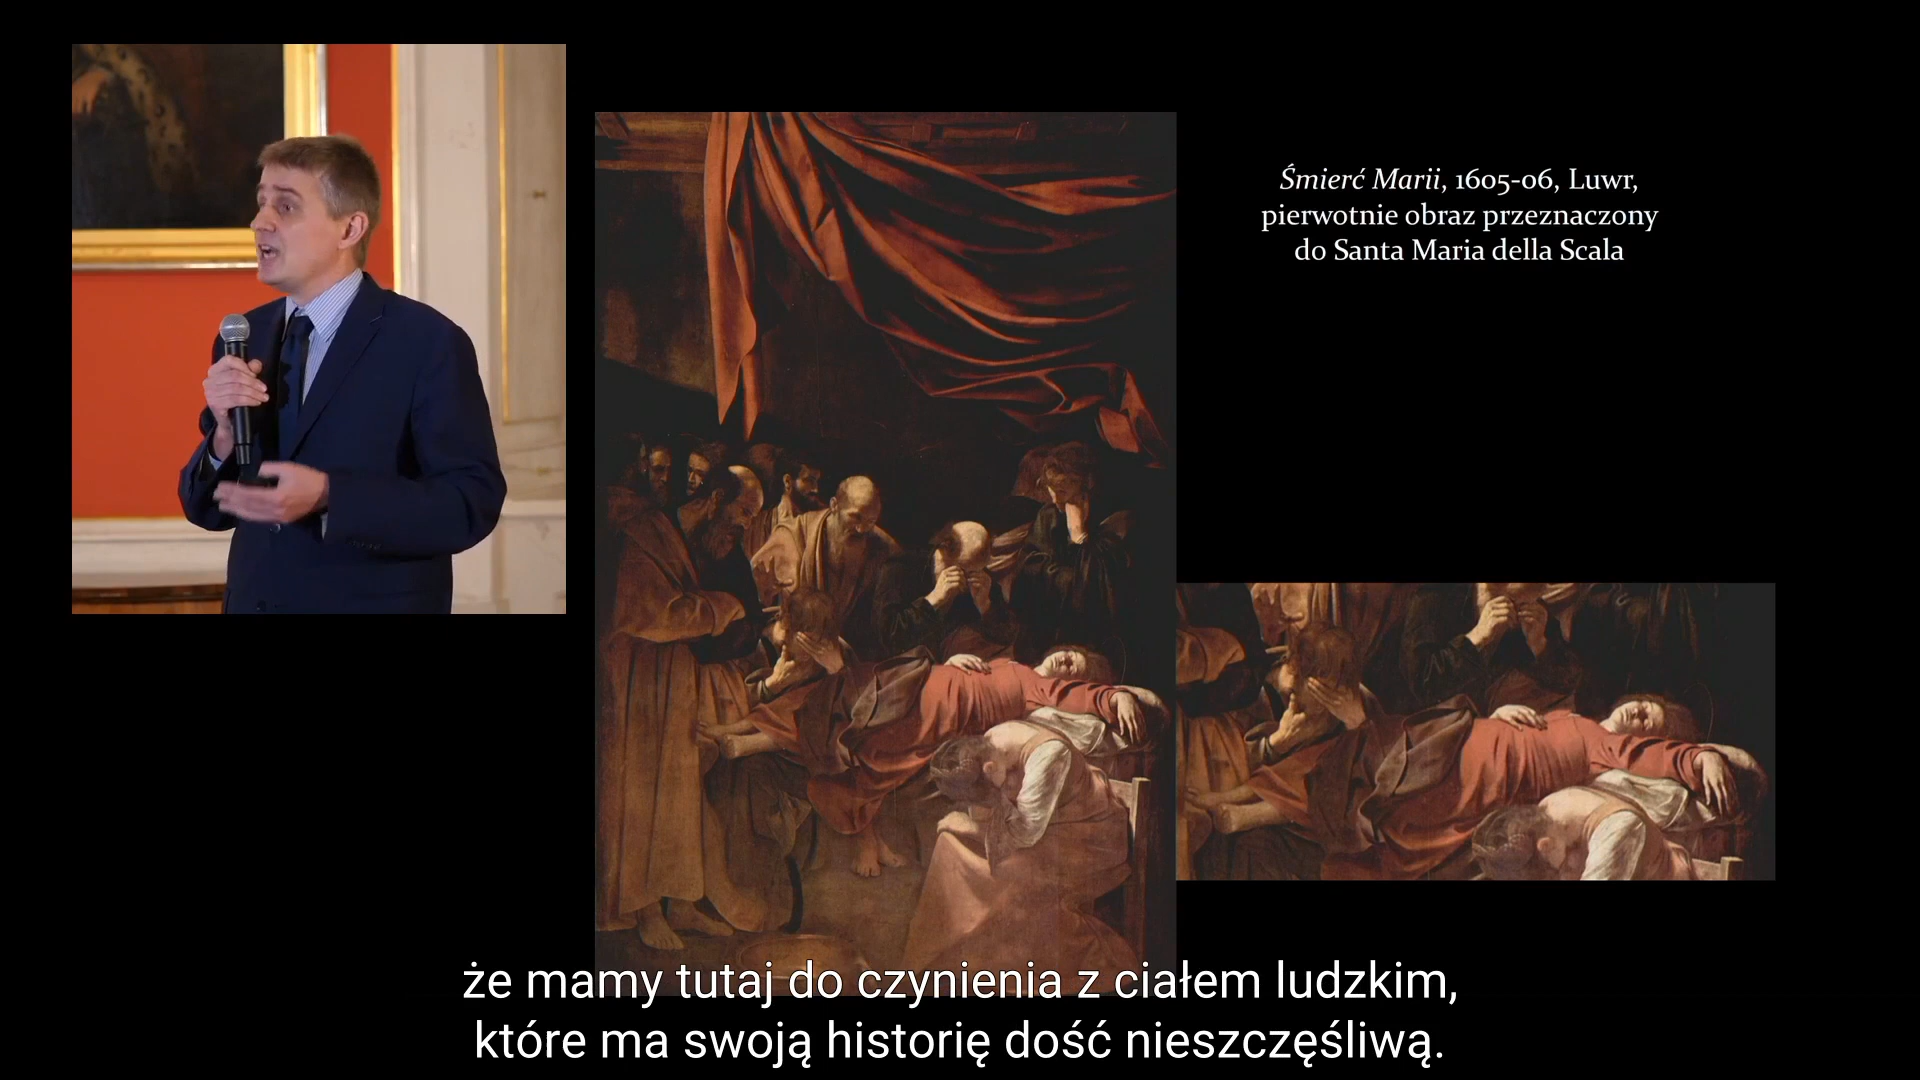 Śmierć Marii, 1605-06, Luwr,
pierwotnie obraz przeznaczony
do Santa Maria della Scala
że mamy tutaj do czynienia z ciałem ludzkim,
które ma swoją historię dość nieszczęśliwą.